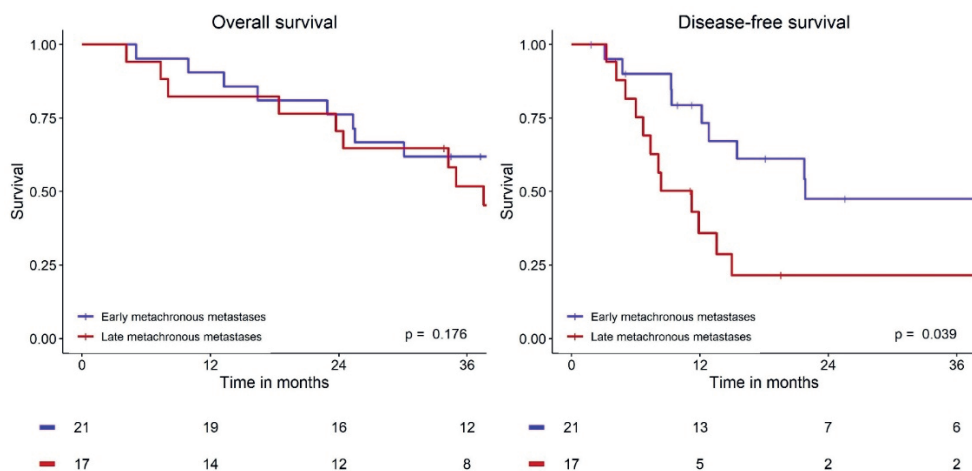 Overall survival
1.00
0.75
0.50
0.25
0.00
Survival
Early metachronous metastases
Late metachronous metastases
p = 0.176
0 12 24 36
Time in months
21 19 16 12
17 14 12 8
Disease-free survival
1.00
0.75
0.50
0.25
0.00
Survival
Early metachronous metastases
Late metachronous metastases
p = 0.039
0 12 24 36
Time in months
21 13 7 6
17 5 2 2